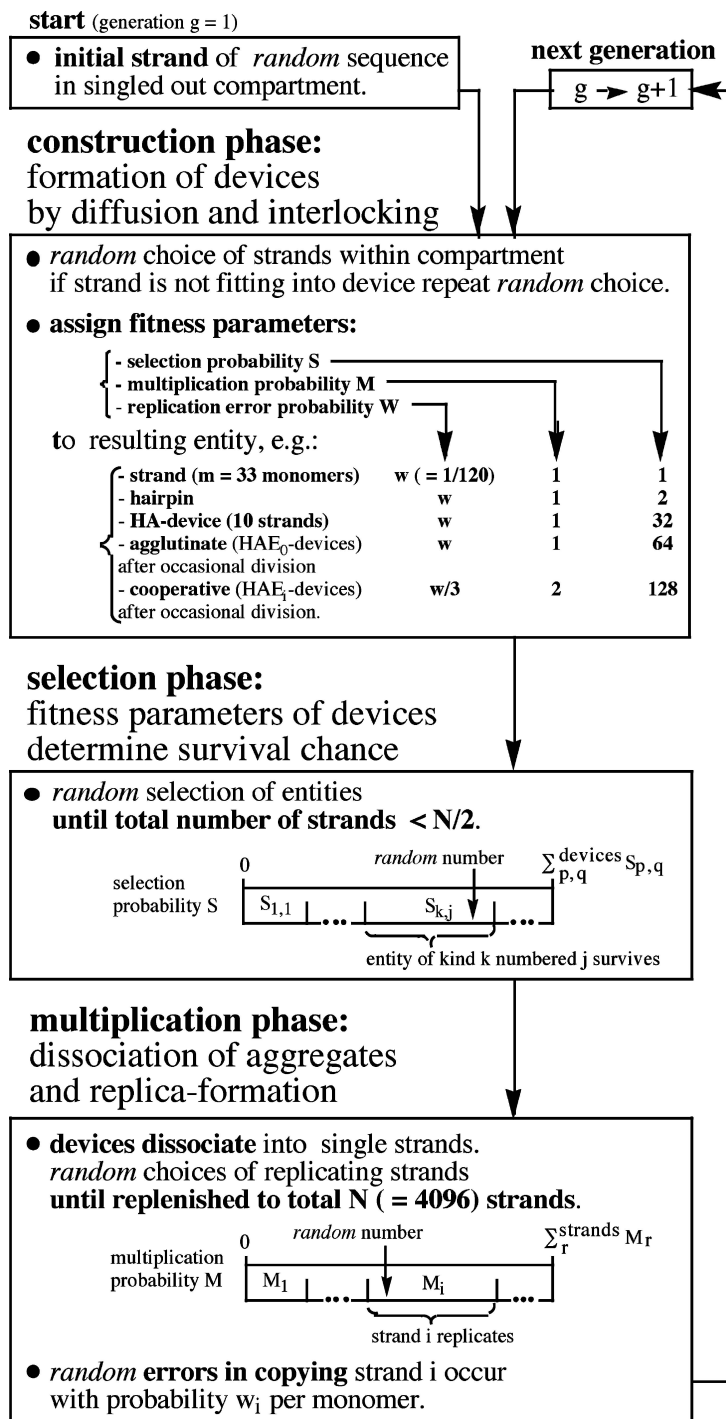 start (generation g = 1)
● initial strand of random sequence
in singled out compartment.
next generation
g → g+1
construction phase:
formation of devices
by diffusion and interlocking
● random choice of strands within compartment
if strand is not fitting into device repeat random choice.
● assign fitness parameters:
- selection probability S
- multiplication probability M
- replication error probability W
to resulting entity, e.g.:
- strand (m = 33 monomers) w ( = 1/120) 1 1
- hairpin w 1 2
- HA-device (10 strands) w 1 32
- agglutinate (HAE0-devices) w 1 64
after occasional division
- cooperative (HAEi-devices) w/3 2 128
after occasional division.
selection phase:
fitness parameters of devices
determine survival chance
● random selection of entities
until total number of strands < N/2.
0 random number ∑ devices p,q Sp,q
selection
probability S S1,1 ... Sk,j ...
entity of kind k numbered j survives
multiplication phase:
dissociation of aggregates
and replica-formation
● devices dissociate into single strands.
random choices of replicating strands
until replenished to total N ( = 4096) strands.
0 random number ∑ strands r Mr
multiplication
probability M M1 ... Mi ...
strand i replicates
● random errors in copying strand i occur
with probability wi per monomer.